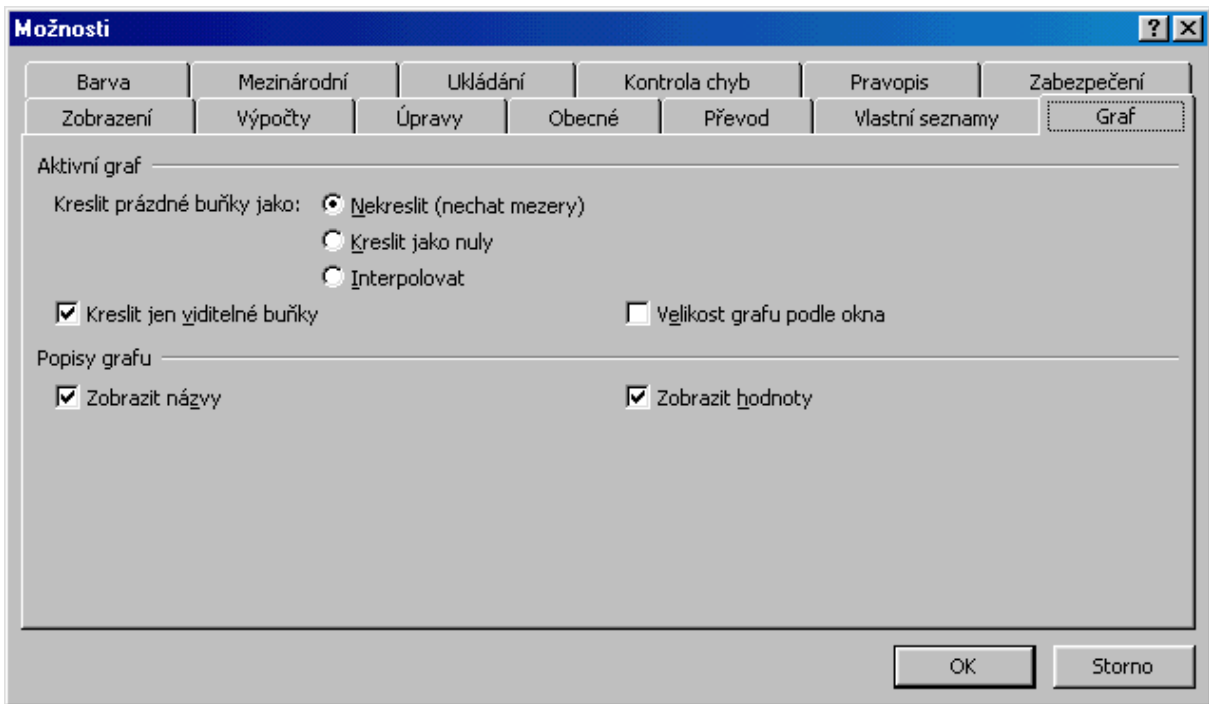 Možnosti
Barva Mezinárodní Ukládání Kontrola chyb Pravopis Zabezpečení
Zobrazení Výpočty Úpravy Obecné Převod Vlastní seznamy Graf
Aktivní graf
Kreslit prázdné buňky jako: Nekreslit (nechat mezery)
Kreslit jako nuly
Interpolovat
Kreslit jen viditelné buňky Velikost grafu podle okna
Popisy grafu
Zobrazit názvy Zobrazit hodnoty
OK Storno